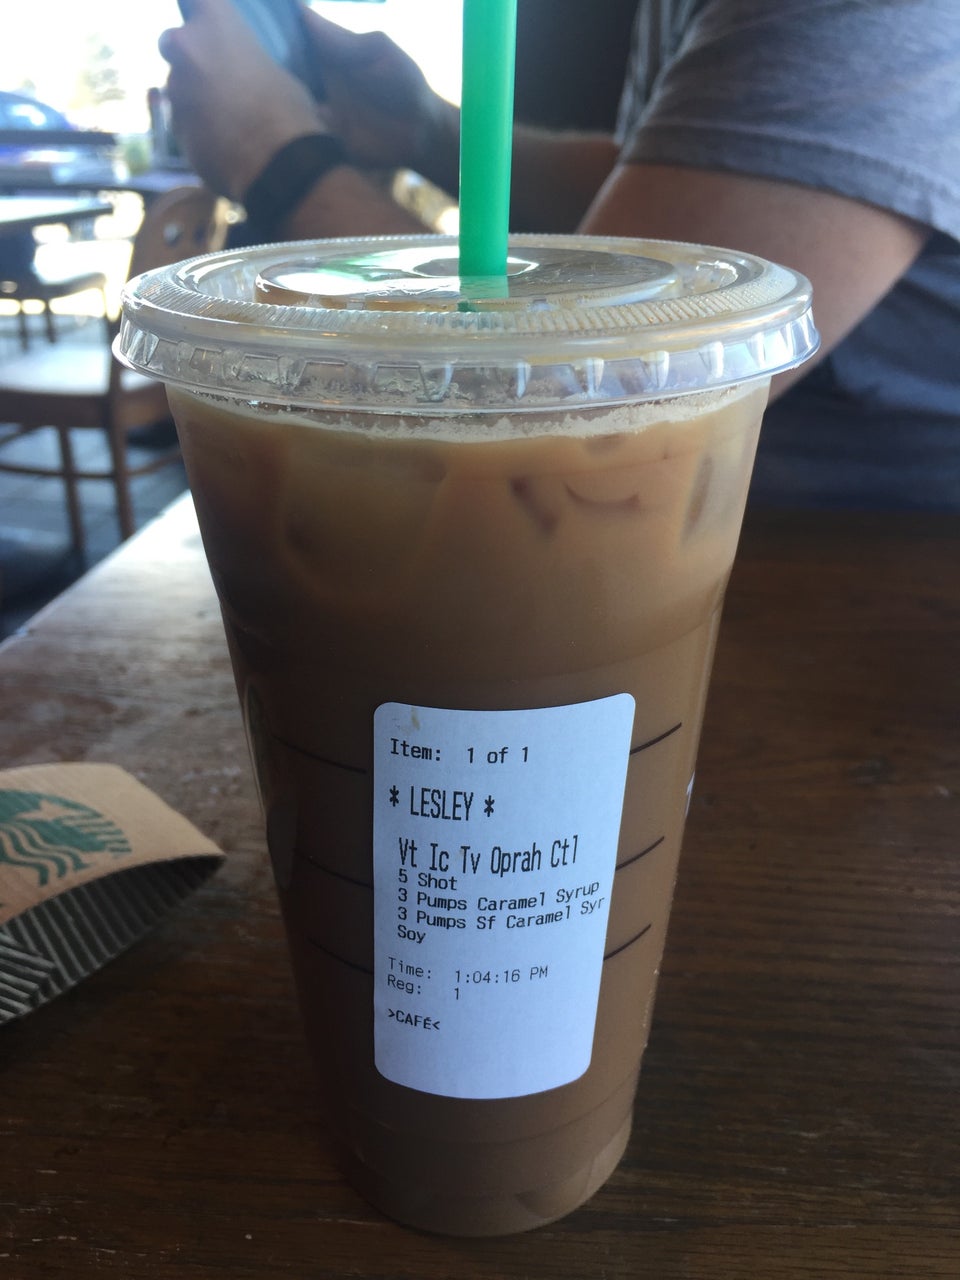 Item: 1 of 1
* LESLEY *
Vt Ic Tv Oprah Ctl
5 Shot
3 Pumps Caramel Syrup
3 Pumps Sf Caramel Syr
Soy
Time: 1:04:16 PM
Reg: 1
>CAFÉ<